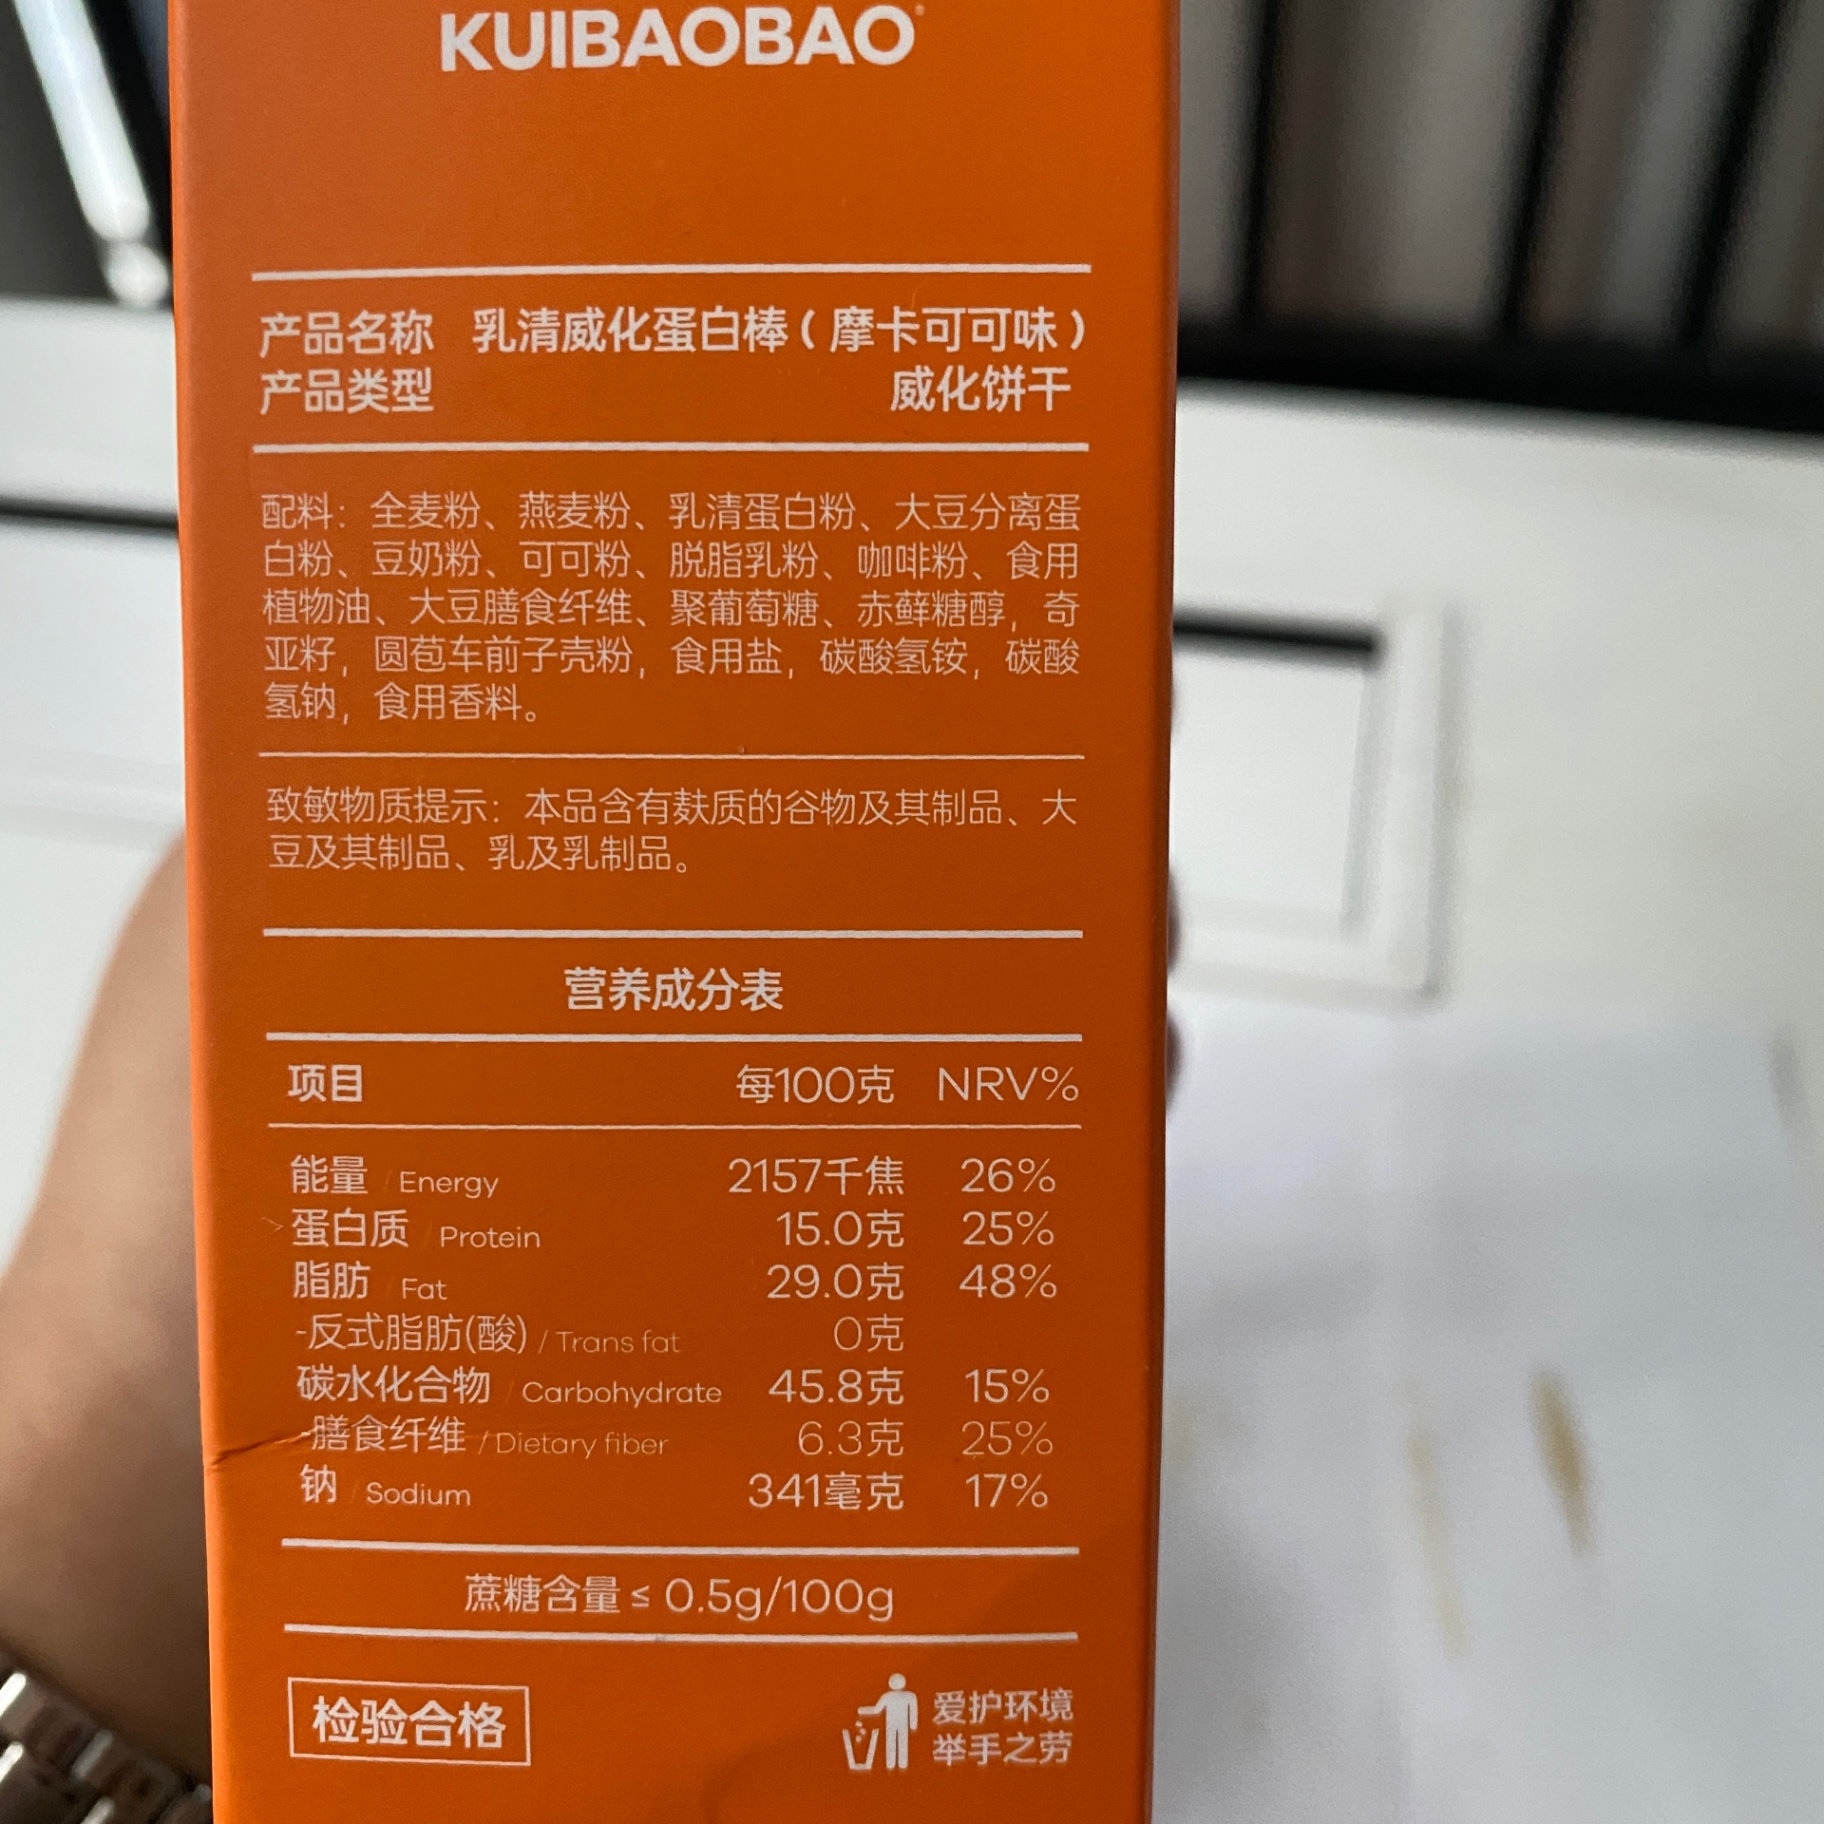 KUIBAOBAO
产品名称 乳清威化蛋白棒（摩卡可可味）
产品类型 威化饼干
配料：全麦粉、燕麦粉、乳清蛋白粉、大豆分离蛋
白粉、豆奶粉、可可粉、脱脂乳粉、咖啡粉、食用
植物油、大豆膳食纤维、聚葡萄糖、赤藓糖醇，奇
亚籽，圆苞车前子壳粉，食用盐，碳酸氢铵，碳酸
氢钠，食用香料。
致敏物质提示：本品含有麸质的谷物及其制品、大
豆及其制品、乳及乳制品。
营养成分表
项目 每100克 NRV%
能量 / Energy 2157千焦 26%
蛋白质 / Protein 15.0克 25%
脂肪 / Fat 29.0克 48%
-反式脂肪(酸) / Trans fat 0克
碳水化合物 / Carbohydrate 45.8克 15%
-膳食纤维 / Dietary fiber 6.3克 25%
钠 / Sodium 341毫克 17%
蔗糖含量 ≤ 0.5g/100g
检验合格
爱护环境
举手之劳